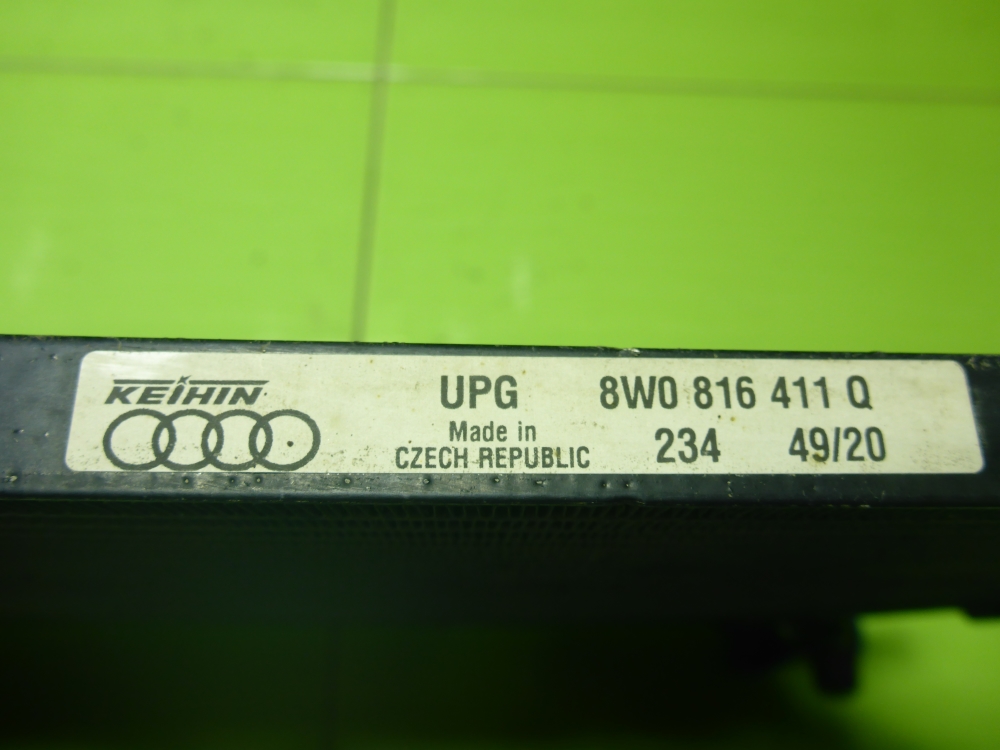 KEIHIN UPG 8W0 816 411 Q
Made in 234 49/20
CZECH REPUBLIC